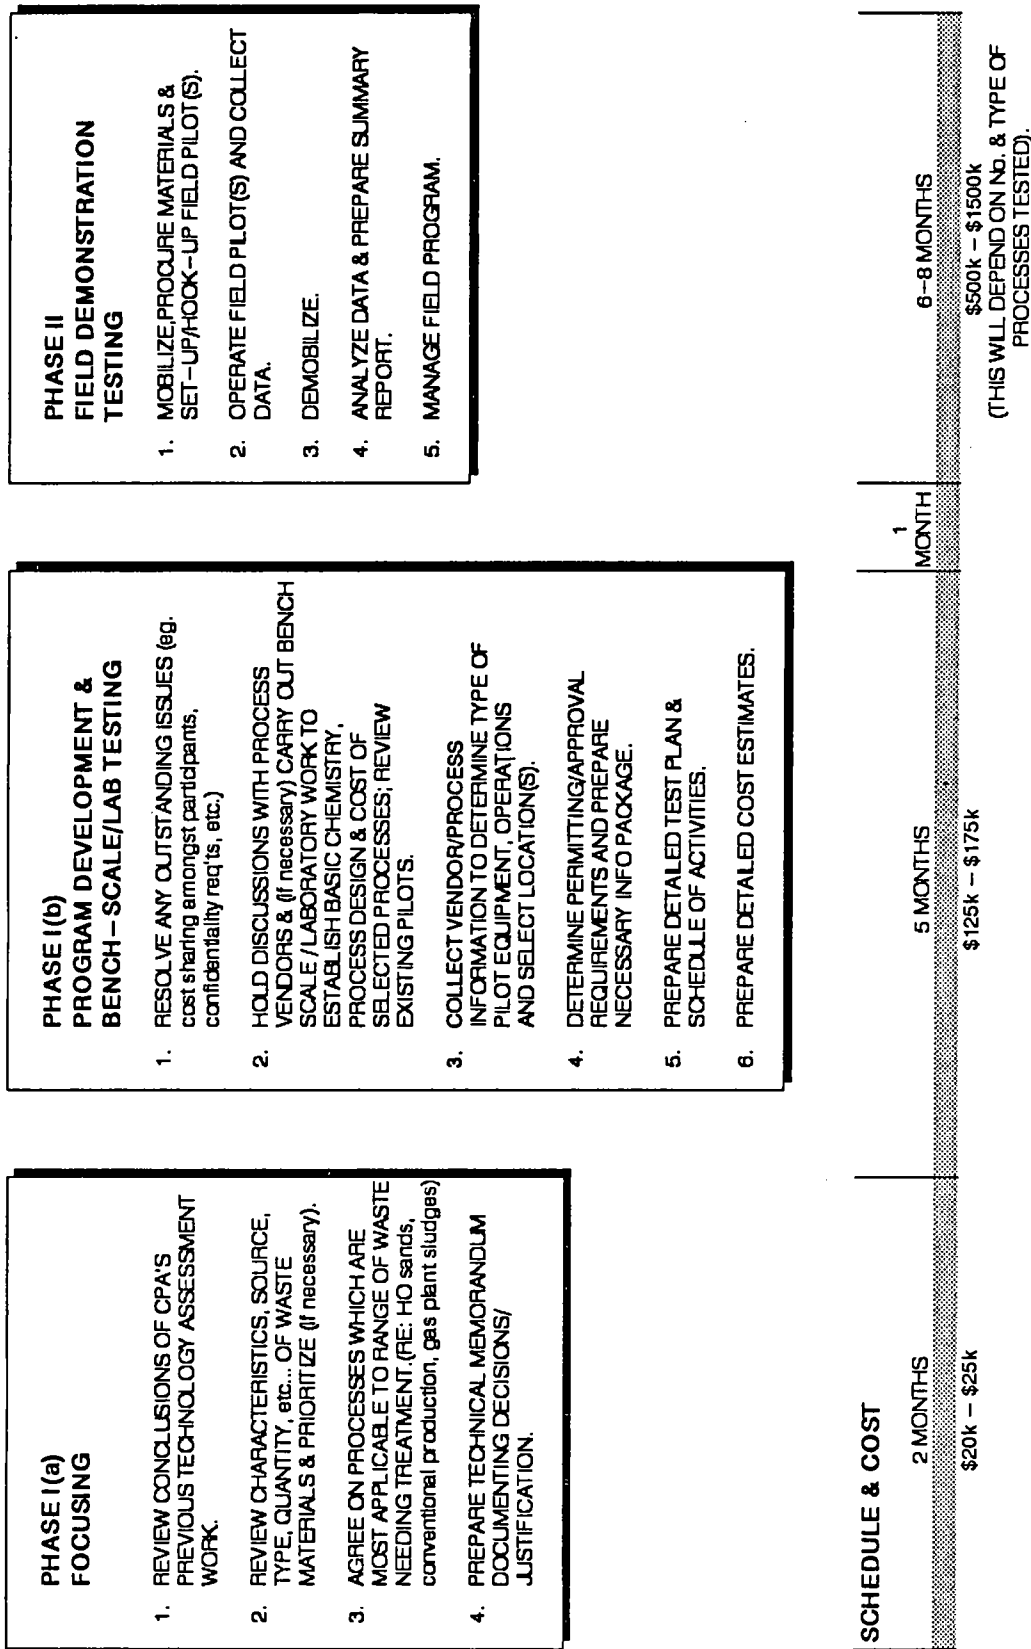 PHASE I (a)
FOCUSING
1. REVIEW CONCLUSIONS OF CPA'S
PREVIOUS TECHNOLOGY ASSESSMENT
WORK.
2. REVIEW CHARACTERISTICS, SOURCE,
TYPE, QUANTITY, etc... OF WASTE
MATERIALS & PRIORITIZE (if necessary).
3. AGREE ON PROCESSES WHICH ARE
MOST APPLICABLE TO RANGE OF WASTE
NEEDING TREATMENT.(RE: HO sands,
conventional production, gas plant sludges)
4. PREPARE TECHNICAL MEMORANDUM
DOCUMENTING DECISIONS/
JUSTIFICATION.
PHASE I (b)
PROGRAM DEVELOPMENT &
BENCH–SCALE/LAB TESTING
1. RESOLVE ANY OUTSTANDING ISSUES (eg.
cost sharing amongst participants,
confidentiality req'ts, etc.)
2. HOLD DISCUSSIONS WITH PROCESS
VENDORS & (if necessary) CARRY OUT BENCH
SCALE / LABORATORY WORK TO
ESTABLISH BASIC CHEMISTRY,
PROCESS DESIGN & COST OF
SELECTED PROCESSES; REVIEW
EXISTING PILOTS.
3. COLLECT VENDOR/PROCESS
INFORMATION TO DETERMINE TYPE OF
PILOT EQUIPMENT, OPERATIONS
AND SELECT LOCATION(S).
4. DETERMINE PERMITTING/APPROVAL
REQUIREMENTS AND PREPARE
NECESSARY INFO PACKAGE.
5. PREPARE DETAILED TEST PLAN &
SCHEDULE OF ACTIVITIES.
6. PREPARE DETAILED COST ESTIMATES.
PHASE II
FIELD DEMONSTRATION
TESTING
1. MOBILIZE,PROCURE MATERIALS &
SET–UP/HOOK–UP FIELD PILOT(S).
2. OPERATE FIELD PILOT(S) AND COLLECT
DATA.
3. DEMOBILIZE.
4. ANALYZE DATA & PREPARE SUMMARY
REPORT.
5. MANAGE FIELD PROGRAM.
SCHEDULE & COST
2 MONTHS
$20k – $25k
5 MONTHS
$125k – $175k
1
MONTH
6–8 MONTHS
$500k – $1500k
(THIS WILL DEPEND ON No. & TYPE OF
PROCESSES TESTED).